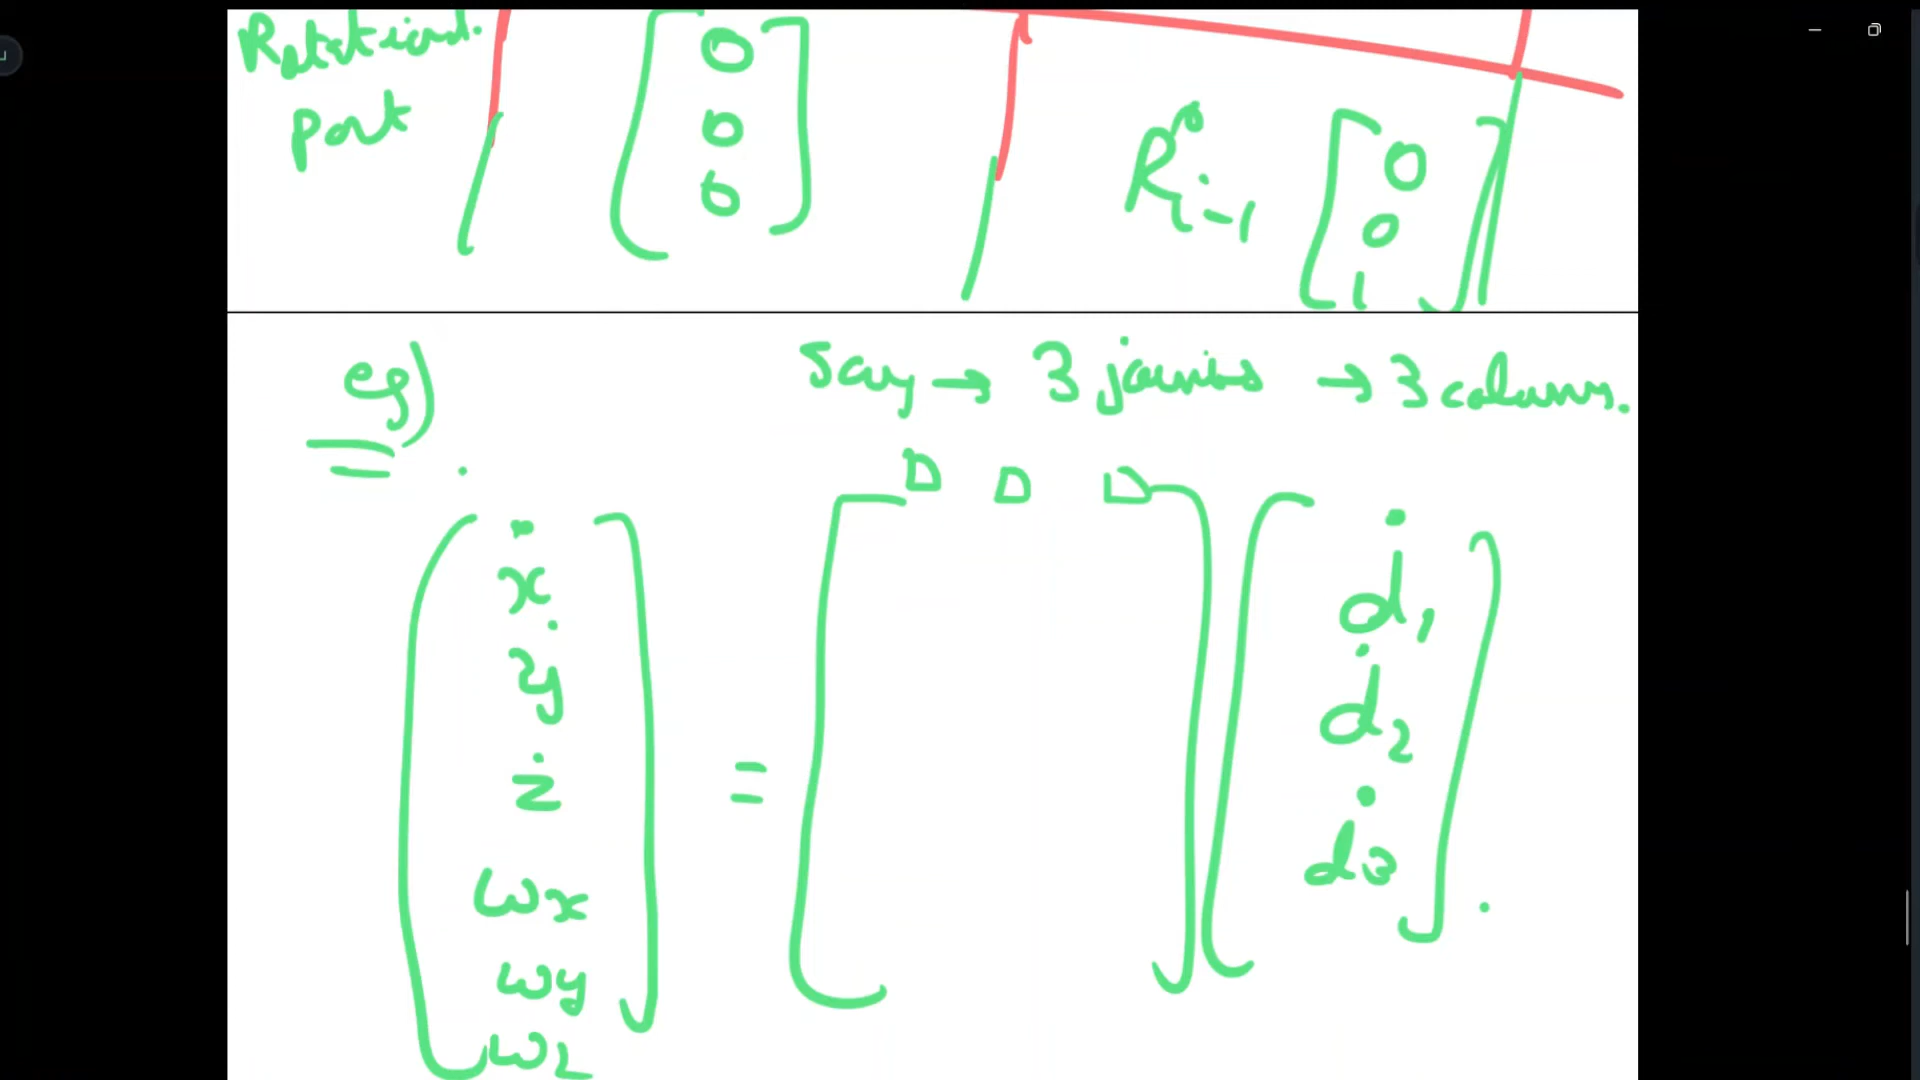 Rotational. [0 0 0] R⁰ᵢ₋₁ [0 0 1]
part
eg) Say → 3 joints → 3 columns.
D D D
[ẋ ẏ ż ωx ωy ωz] = [ ] [ḋ₁ ḋ₂ ḋ₃].